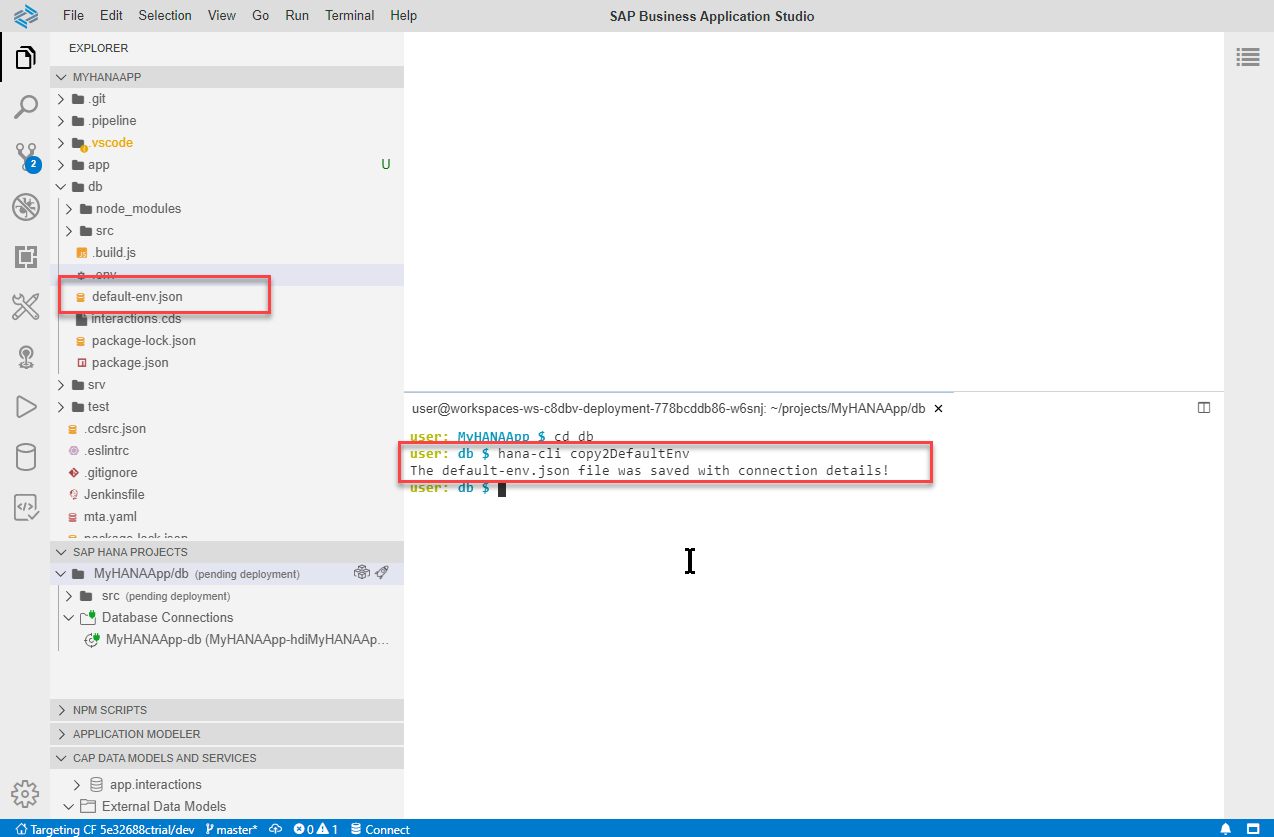 File Edit Selection View Go Run Terminal Help
SAP Business Application Studio
EXPLORER
MYHANAAPP
.git
.pipeline
.vscode
app U
db
node_modules
src
.build.js
.env
default-env.json
interactions.cds
package-lock.json
package.json
srv
test
.cdsrc.json
.eslintrc
.gitignore
Jenkinsfile
mta.yaml
package-lock.json
2
SAP HANA PROJECTS
MyHANAApp/db (pending deployment)
src (pending deployment)
Database Connections
MyHANAApp-db (MyHANAApp-hdiMyHANAAp...
NPM SCRIPTS
APPLICATION MODELER
CAP DATA MODELS AND SERVICES
app.interactions
External Data Models
user@workspaces-ws-c8dbv-deployment-778bcddb86-w6snj: ~/projects/MyHANAApp/db ×
user: MyHANAApp $ cd db
user: db $ hana-cli copy2DefaultEnv
The default-env.json file was saved with connection details!
user: db $
Targeting CF 5e32688ctrial/dev master* 0 1 Connect